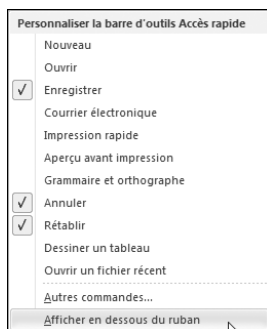 Personnaliser la barre d'outils Accès rapide
Nouveau
Ouvrir
Enregistrer
Courrier électronique
Impression rapide
Aperçu avant impression
Grammaire et orthographe
Annuler
Rétablir
Dessiner un tableau
Ouvrir un fichier récent
Autres commandes...
Afficher en dessous du ruban